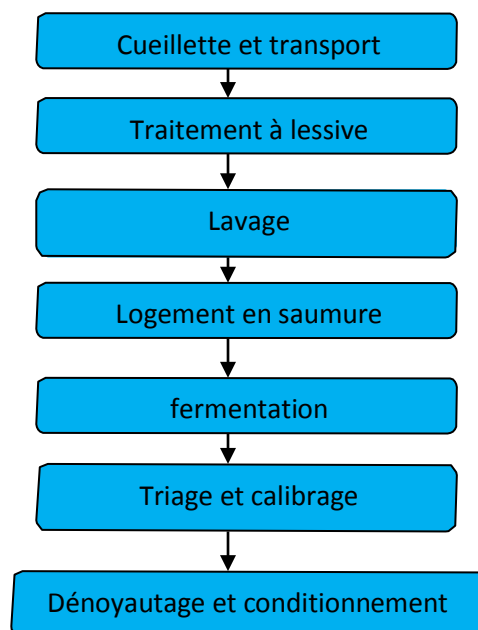 Cueillette et transport
Traitement à lessive
Lavage
Logement en saumure
fermentation
Triage et calibrage
Dénoyautage et conditionnement